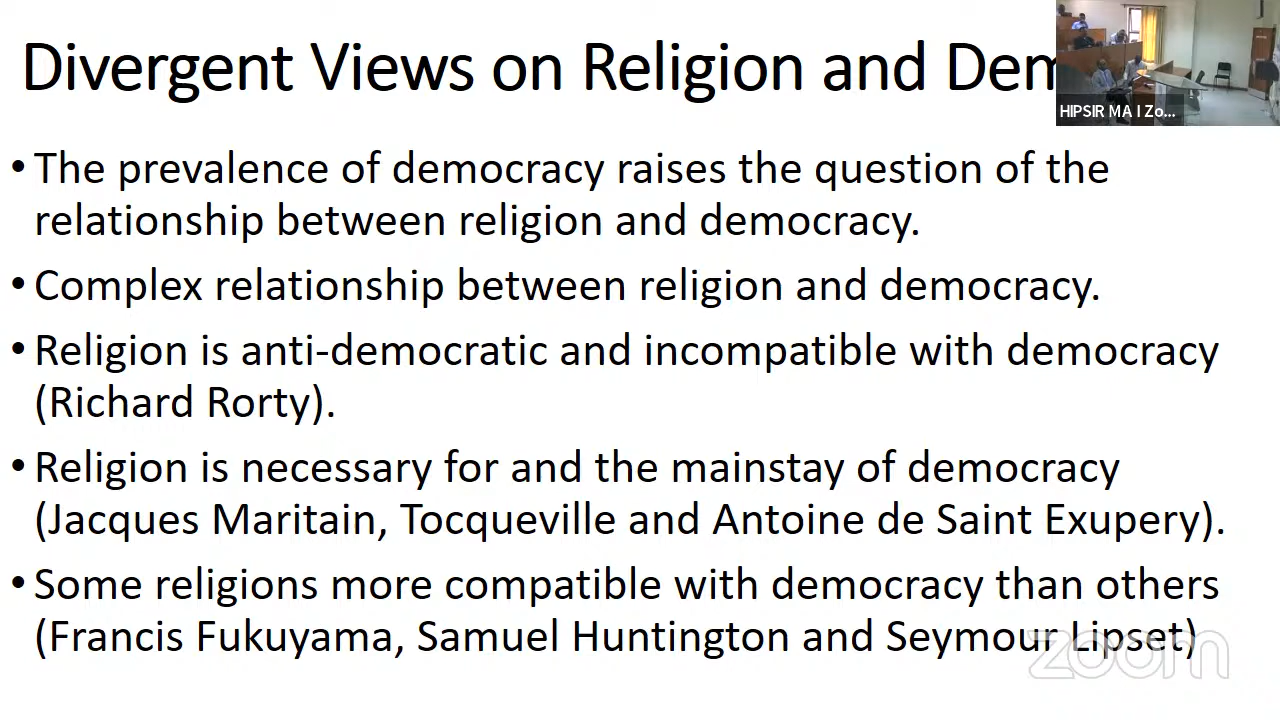 Divergent Views on Religion and Dem
HIPSIR MA I Zo...
• The prevalence of democracy raises the question of the
relationship between religion and democracy.
• Complex relationship between religion and democracy.
• Religion is anti-democratic and incompatible with democracy
(Richard Rorty).
• Religion is necessary for and the mainstay of democracy
(Jacques Maritain, Tocqueville and Antoine de Saint Exupery).
• Some religions more compatible with democracy than others
(Francis Fukuyama, Samuel Huntington and Seymour Lipset)
zoom